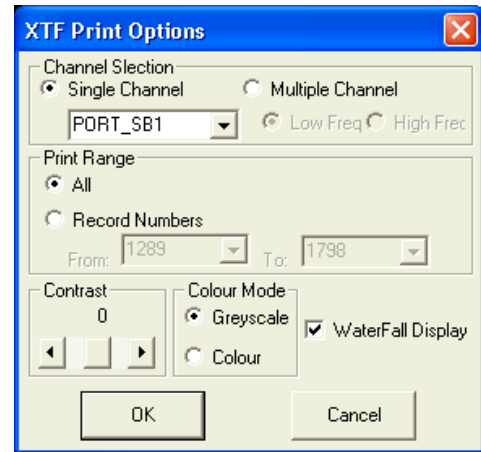 XTF Print Options
Channel Slection
Single Channel Multiple Channel
PORT_SB1 Low Freq High Frec
Print Range
All
Record Numbers
From: 1289 To: 1798
Contrast Colour Mode
0 Greyscale
WaterFall Display
Colour
OK Cancel